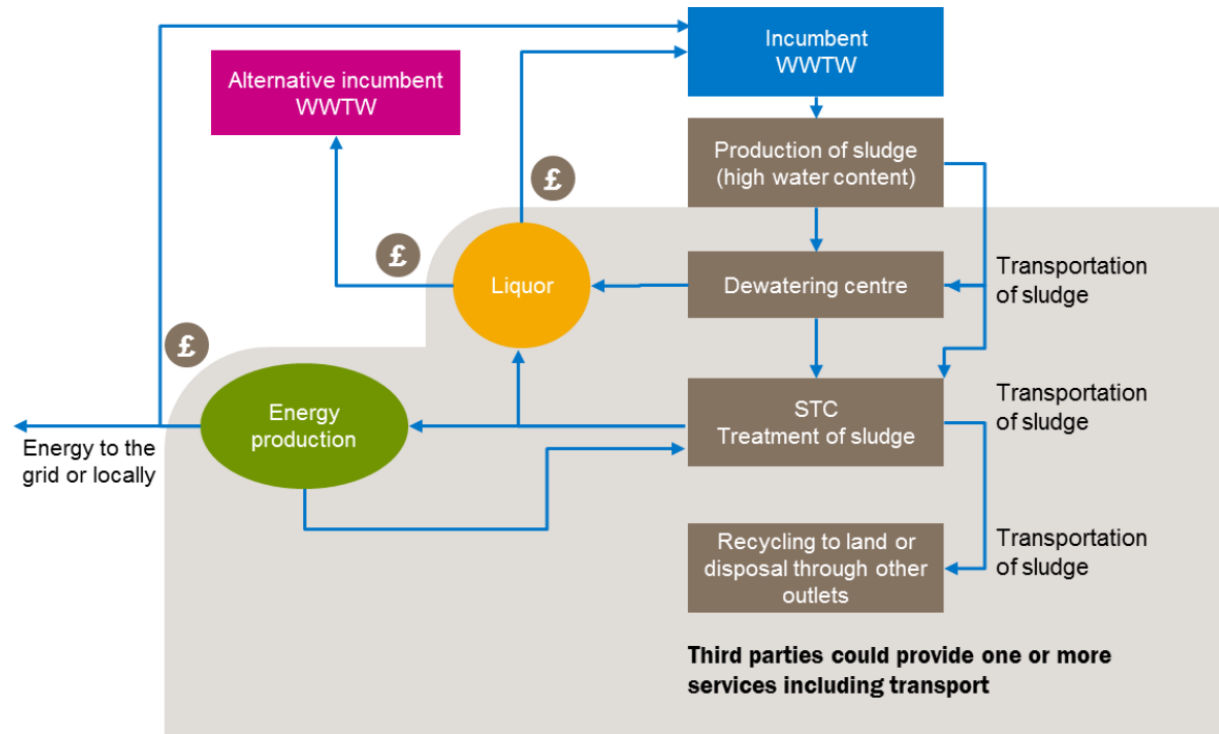 Incumbent
WWTW
Alternative incumbent
WWTW
Production of sludge
(high water content)
£
£
Liquor
Dewatering centre
Transportation
of sludge
£
Energy
production
STC
Treatment of sludge
Transportation
of sludge
Energy to the
grid or locally
Recycling to land or
disposal through other
outlets
Transportation
of sludge
Third parties could provide one or more
services including transport